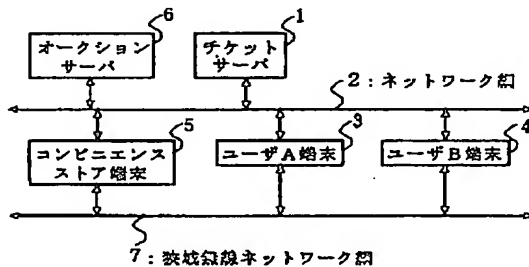 6
オークション
サーバ
1
チケット
サーバ
2：ネットワーク網
5
コンビニエンス
ストア端末
3
ユーザA端末
4
ユーザB端末
7：狭域無線ネットワーク網